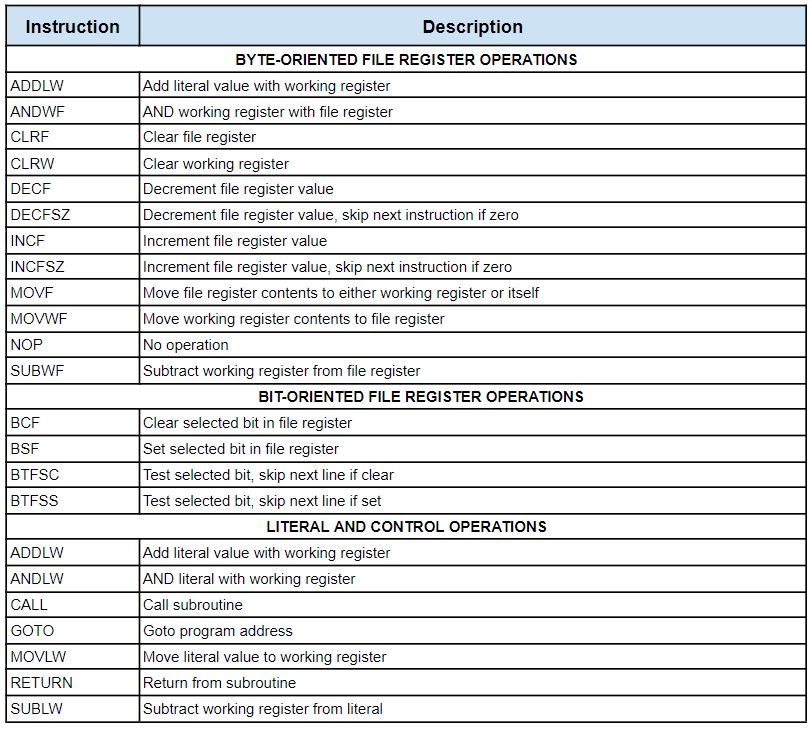 Instruction Description
BYTE-ORIENTED FILE REGISTER OPERATIONS
ADDLW Add literal value with working register
ANDWF AND working register with file register
CLRF Clear file register
CLRW Clear working register
DECF Decrement file register value
DECFSZ Decrement file register value, skip next instruction if zero
INCF Increment file register value
INCFSZ Increment file register value, skip next instruction if zero
MOVF Move file register contents to either working register or itself
MOVWF Move working register contents to file register
NOP No operation
SUBWF Subtract working register from file register
BIT-ORIENTED FILE REGISTER OPERATIONS
BCF Clear selected bit in file register
BSF Set selected bit in file register
BTFSC Test selected bit, skip next line if clear
BTFSS Test selected bit, skip next line if set
LITERAL AND CONTROL OPERATIONS
ADDLW Add literal value with working register
ANDLW AND literal with working register
CALL Call subroutine
GOTO Goto program address
MOVLW Move literal value to working register
RETURN Return from subroutine
SUBLW Subtract working register from literal